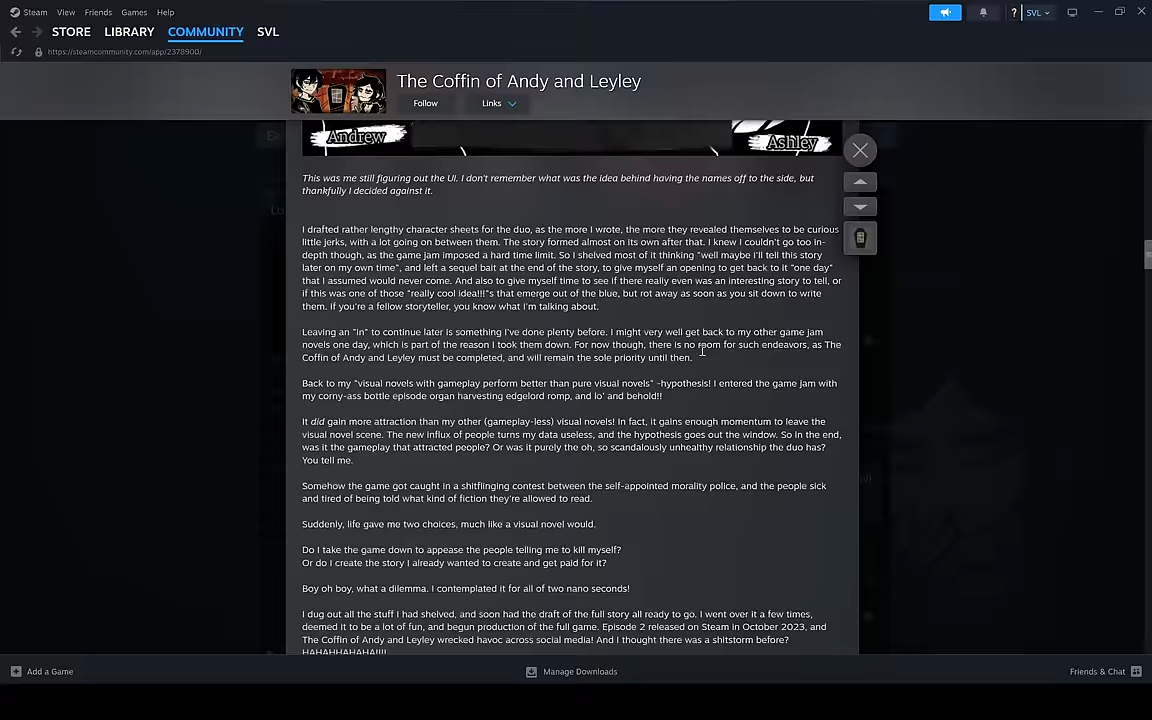 Steam View Friends Games Help
SVL
STORE LIBRARY COMMUNITY SVL
https://steamcommunity.com/app/2378900/
The Coffin of Andy and Leyley
Follow Links
Andrew Ashley
This was me still figuring out the UI. I don't remember what was the idea behind having the names off to the side, but
thankfully I decided against it.
I drafted rather lengthy character sheets for the duo, as the more I wrote, the more they revealed themselves to be curious
little jerks, with a lot going on between them. The story formed almost on its own after that. I knew I couldn't go too in-
depth though, as the game jam imposed a hard time limit. So I shelved most of it thinking "well maybe I'll tell this story
later on my own time", and left a sequel bait at the end of the story, to give myself an opening to get back to it "one day"
that I assumed would never come. And also to give myself time to see if there really even was an interesting story to tell, or
if this was one of those "really cool idea!!!"s that emerge out of the blue, but rot away as soon as you sit down to write
them. If you're a fellow storyteller, you know what I'm talking about.
Leaving an "in" to continue later is something I've done plenty before. I might very well get back to my other game jam
novels one day, which is part of the reason I took them down. For now though, there is no room for such endeavors, as The
Coffin of Andy and Leyley must be completed, and will remain the sole priority until then.
Back to my "visual novels with gameplay perform better than pure visual novels" -hypothesis! I entered the game jam with
my corny-ass bottle episode organ harvesting edgelord romp, and lo' and behold!!
It did gain more attraction than my other (gameplay-less) visual novels! In fact, it gains enough momentum to leave the
visual novel scene. The new influx of people turns my data useless, and the hypothesis goes out the window. So in the end,
was it the gameplay that attracted people? Or was it purely the oh, so scandalously unhealthy relationship the duo has?
You tell me.
Somehow the game got caught in a shitflinging contest between the self-appointed morality police, and the people sick
and tired of being told what kind of fiction they're allowed to read.
Suddenly, life gave me two choices, much like a visual novel would.
Do I take the game down to appease the people telling me to kill myself?
Or do I create the story I already wanted to create and get paid for it?
Boy oh boy, what a dilemma. I contemplated it for all of two nano seconds!
I dug out all the stuff I had shelved, and soon had the draft of the full story all ready to go. I went over it a few times,
deemed it to be a lot of fun, and begun production of the full game. Episode 2 released on Steam in October 2023, and
The Coffin of Andy and Leyley wrecked havoc across social media! And I thought there was a shitstorm before?
HAHAHHAHAHA!!!!
Add a Game Manage Downloads Friends & Chat